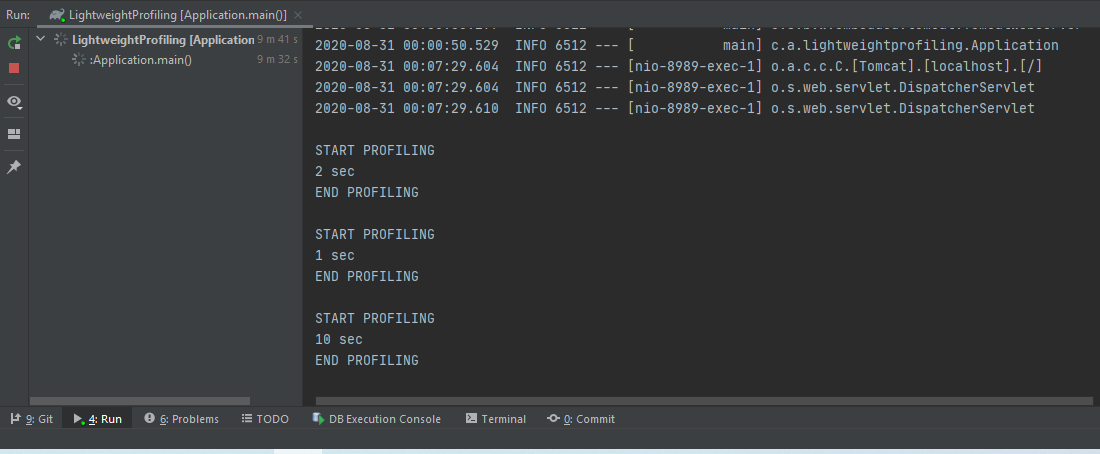 Run: LightweightProfiling [Application.main()] ×
LightweightProfiling [Application 9 m 41 s
:Application.main() 9 m 32 s
2020-08-31 00:00:50.529 INFO 6512 --- [ main] c.a.lightweightprofiling.Application
2020-08-31 00:07:29.604 INFO 6512 --- [nio-8989-exec-1] o.a.c.c.C.[Tomcat].[localhost].[/]
2020-08-31 00:07:29.604 INFO 6512 --- [nio-8989-exec-1] o.s.web.servlet.DispatcherServlet
2020-08-31 00:07:29.610 INFO 6512 --- [nio-8989-exec-1] o.s.web.servlet.DispatcherServlet
START PROFILING
2 sec
END PROFILING
START PROFILING
1 sec
END PROFILING
START PROFILING
10 sec
END PROFILING
9: Git 4: Run 6: Problems TODO DB Execution Console Terminal 0: Commit